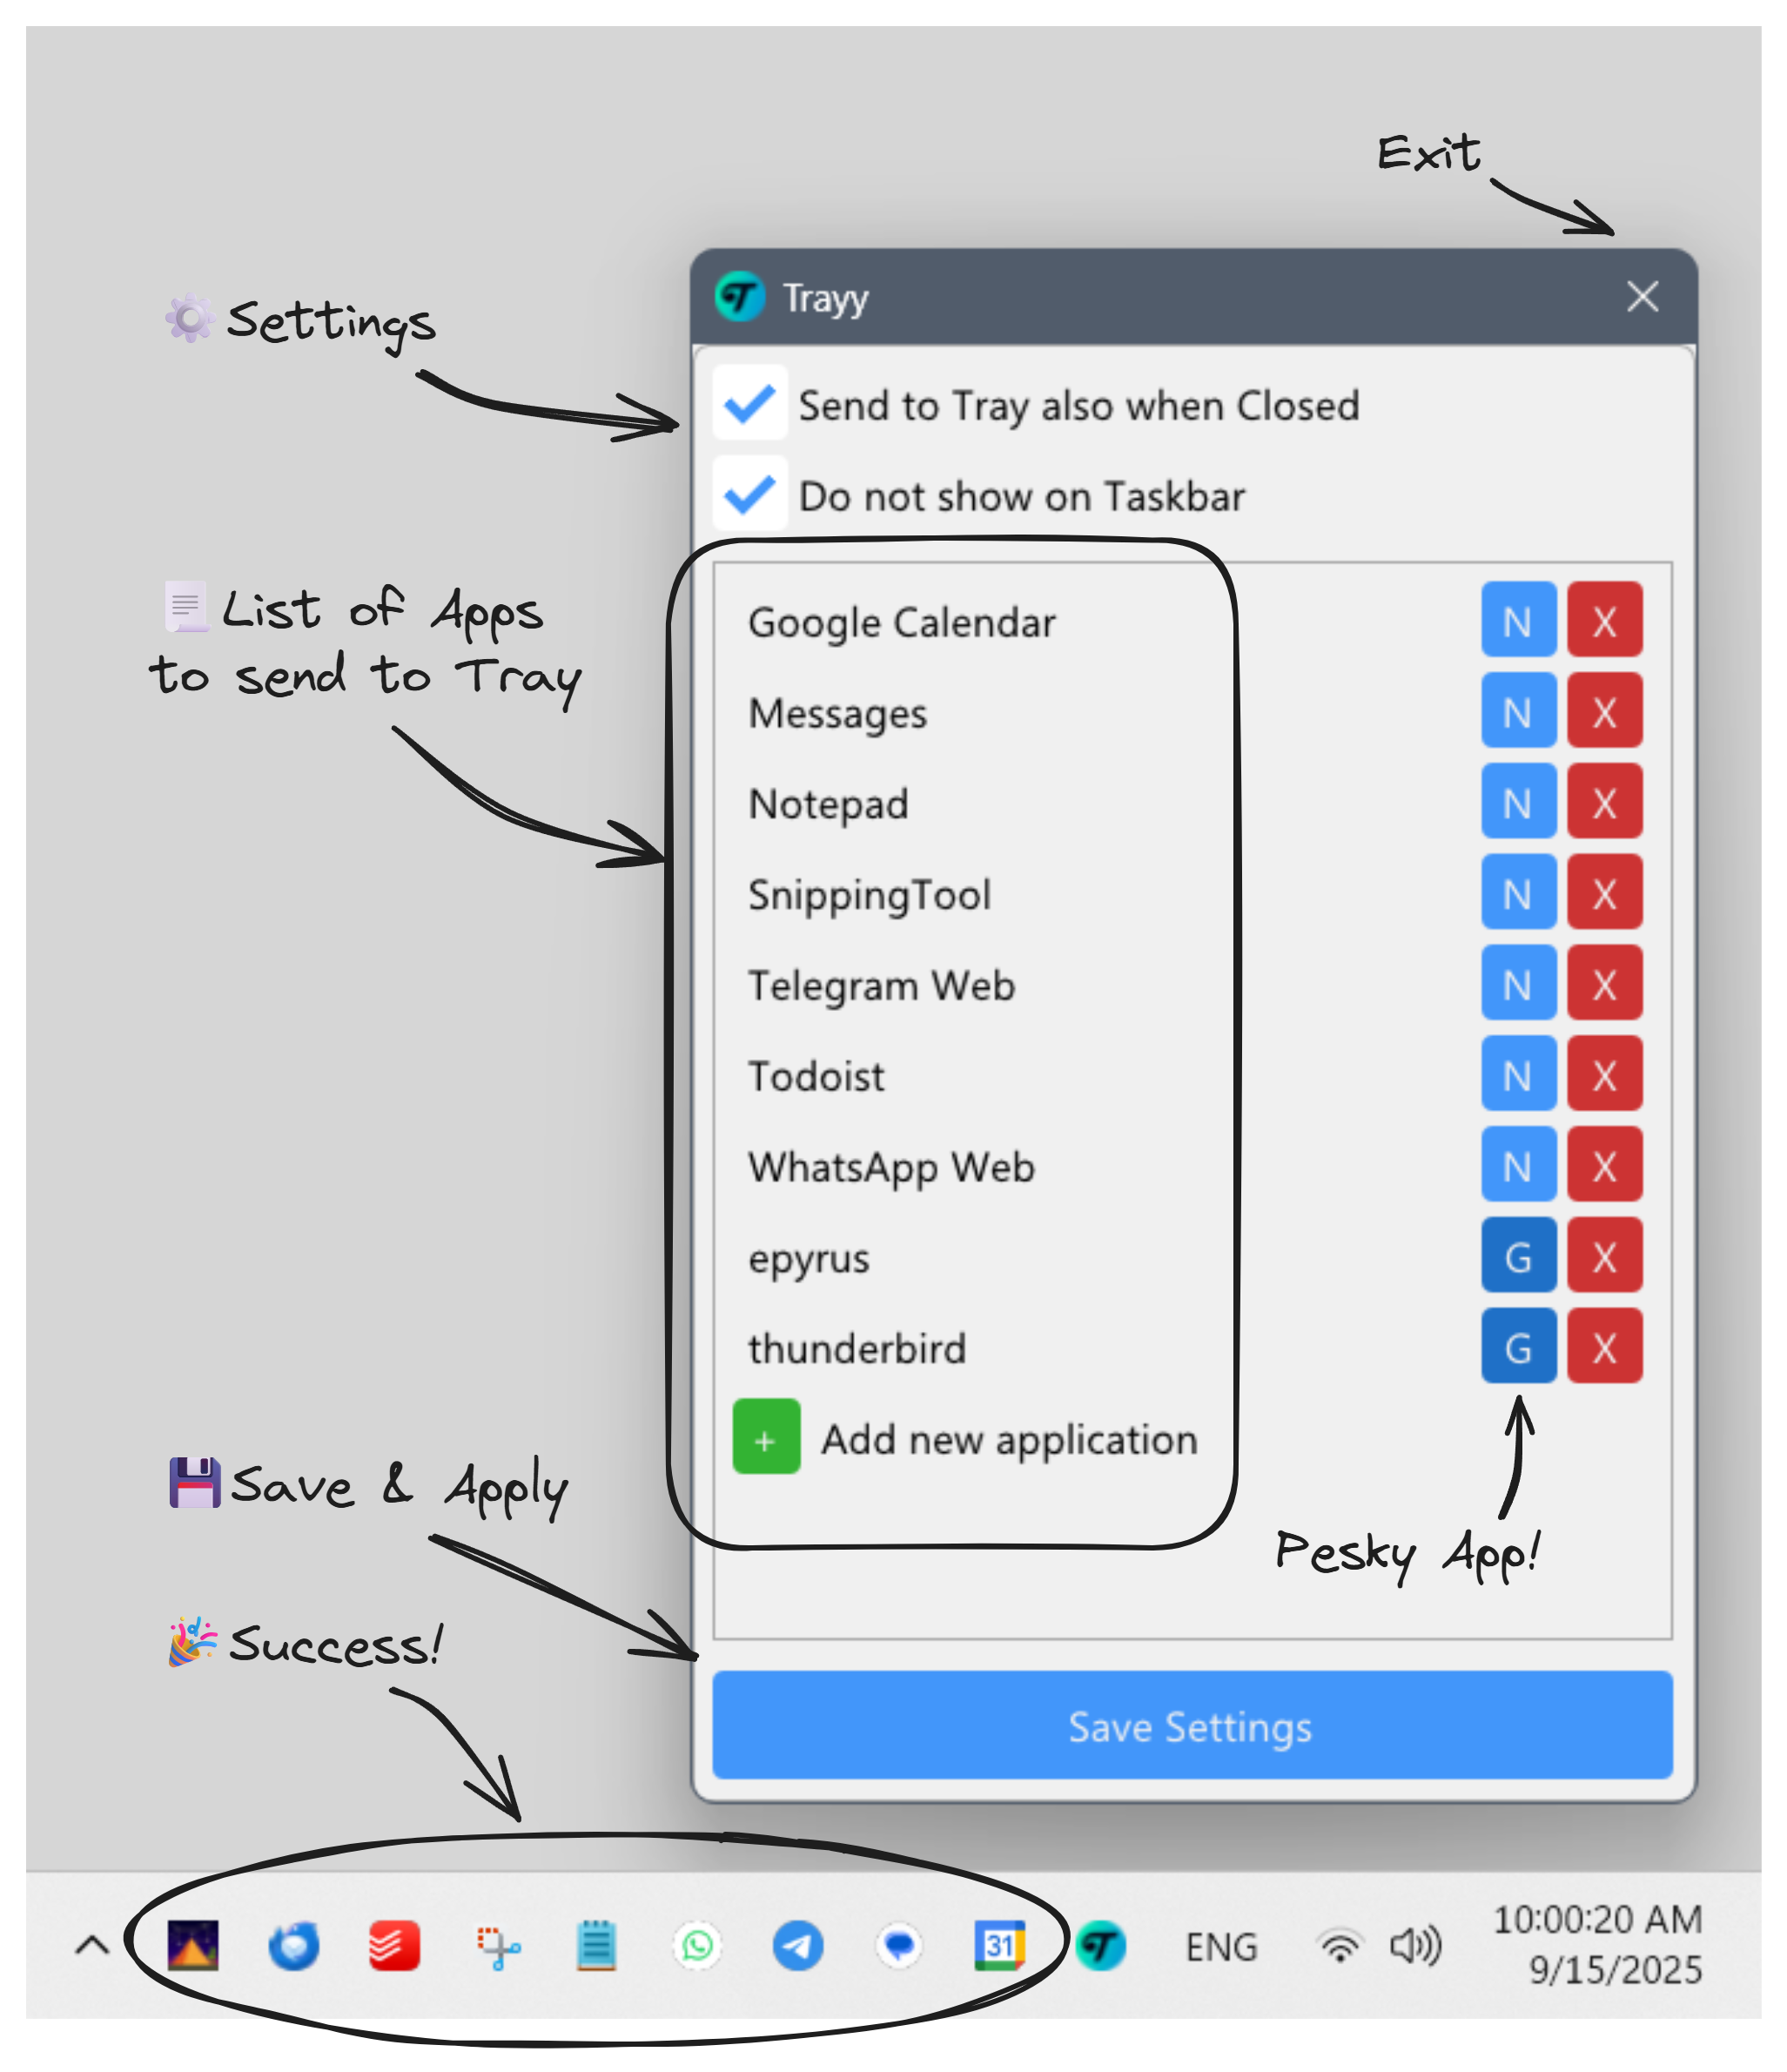 Exit
Trayy
Settings
Send to Tray also when Closed
Do not show on Taskbar
List of Apps
to send to Tray
Google Calendar N X
Messages N X
Notepad N X
SnippingTool N X
Telegram Web N X
Todoist N X
WhatsApp Web N X
epyrus G X
thunderbird G X
+ Add new application
Pesky App!
Save & Apply
Success!
Save Settings
31
ENG
10:00:20 AM
9/15/2025